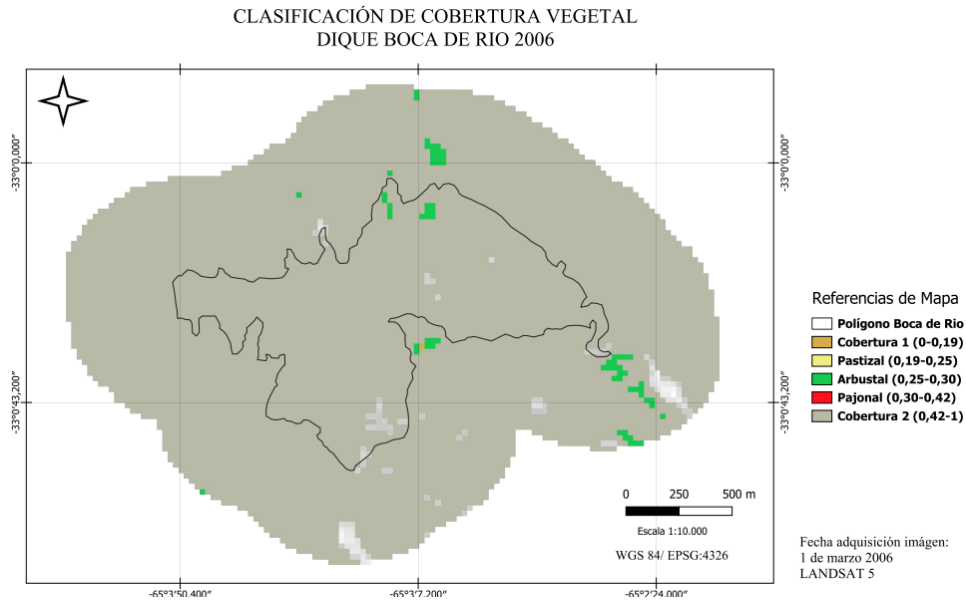 CLASIFICACIÓN DE COBERTURA VEGETAL
DIQUE BOCA DE RIO 2006
-33°0'0,000"
-33°0'0,000"
-33°0'43,200"
-33°0'43,200"
Referencias de Mapa
Polígono Boca de Rio
Cobertura 1 (0-0,19)
Pastizal (0,19-0,25)
Arbustal (0,25-0,30)
Pajonal (0,30-0,42)
Cobertura 2 (0,42-1)
0 250 500 m
Escala 1:10.000
WGS 84/ EPSG:4326
Fecha adquisición imágen:
1 de marzo 2006
LANDSAT 5
-65°3'50,400"
-65°3'7,200"
-65°2'24,000"